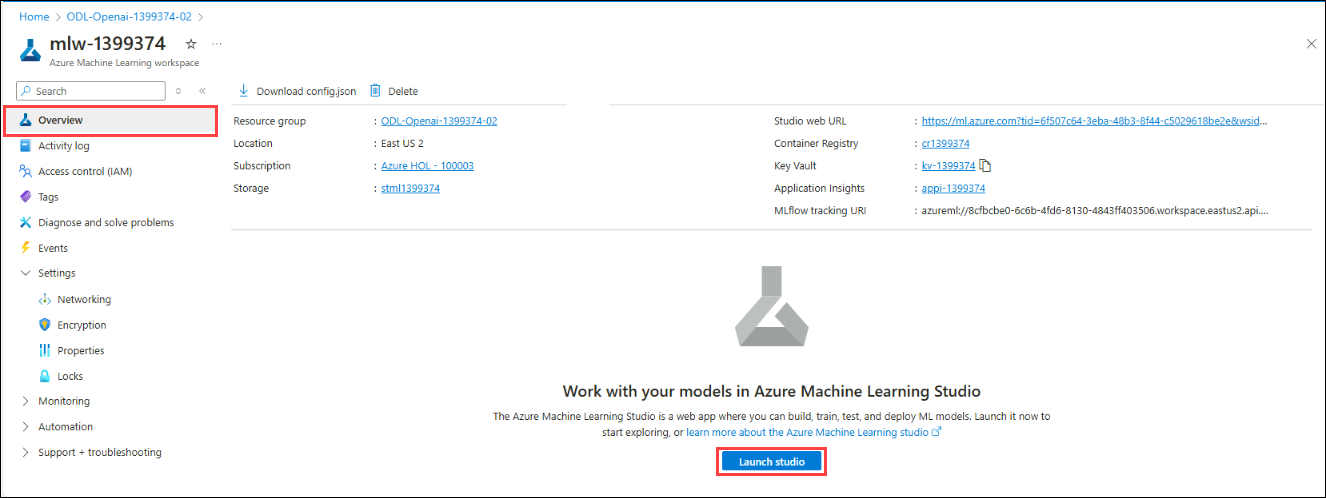 Home > ODL-Openai-1399374-02 >
mlw-1399374 ☆ ...
Azure Machine Learning workspace
Search
Download config.json Delete
Overview
Activity log
Access control (IAM)
Tags
Diagnose and solve problems
Events
Settings
Networking
Encryption
Properties
Locks
Monitoring
Automation
Support + troubleshooting
Resource group : ODL-Openai-1399374-02
Location : East US 2
Subscription : Azure HOL - 100003
Storage : stml1399374
Studio web URL : https://ml.azure.com?tid=6f507c64-3eba-48b3-8f44-c5029618be2e&wsid...
Container Registry : cr1399374
Key Vault : kv-1399374
Application Insights : appi-1399374
MLflow tracking URI : azureml://8cfbcbe0-6c6b-4fd6-8130-4843ff403506.workspace.eastus2.api....
Work with your models in Azure Machine Learning Studio
The Azure Machine Learning Studio is a web app where you can build, train, test, and deploy ML models. Launch it now to
start exploring, or learn more about the Azure Machine Learning studio
Launch studio